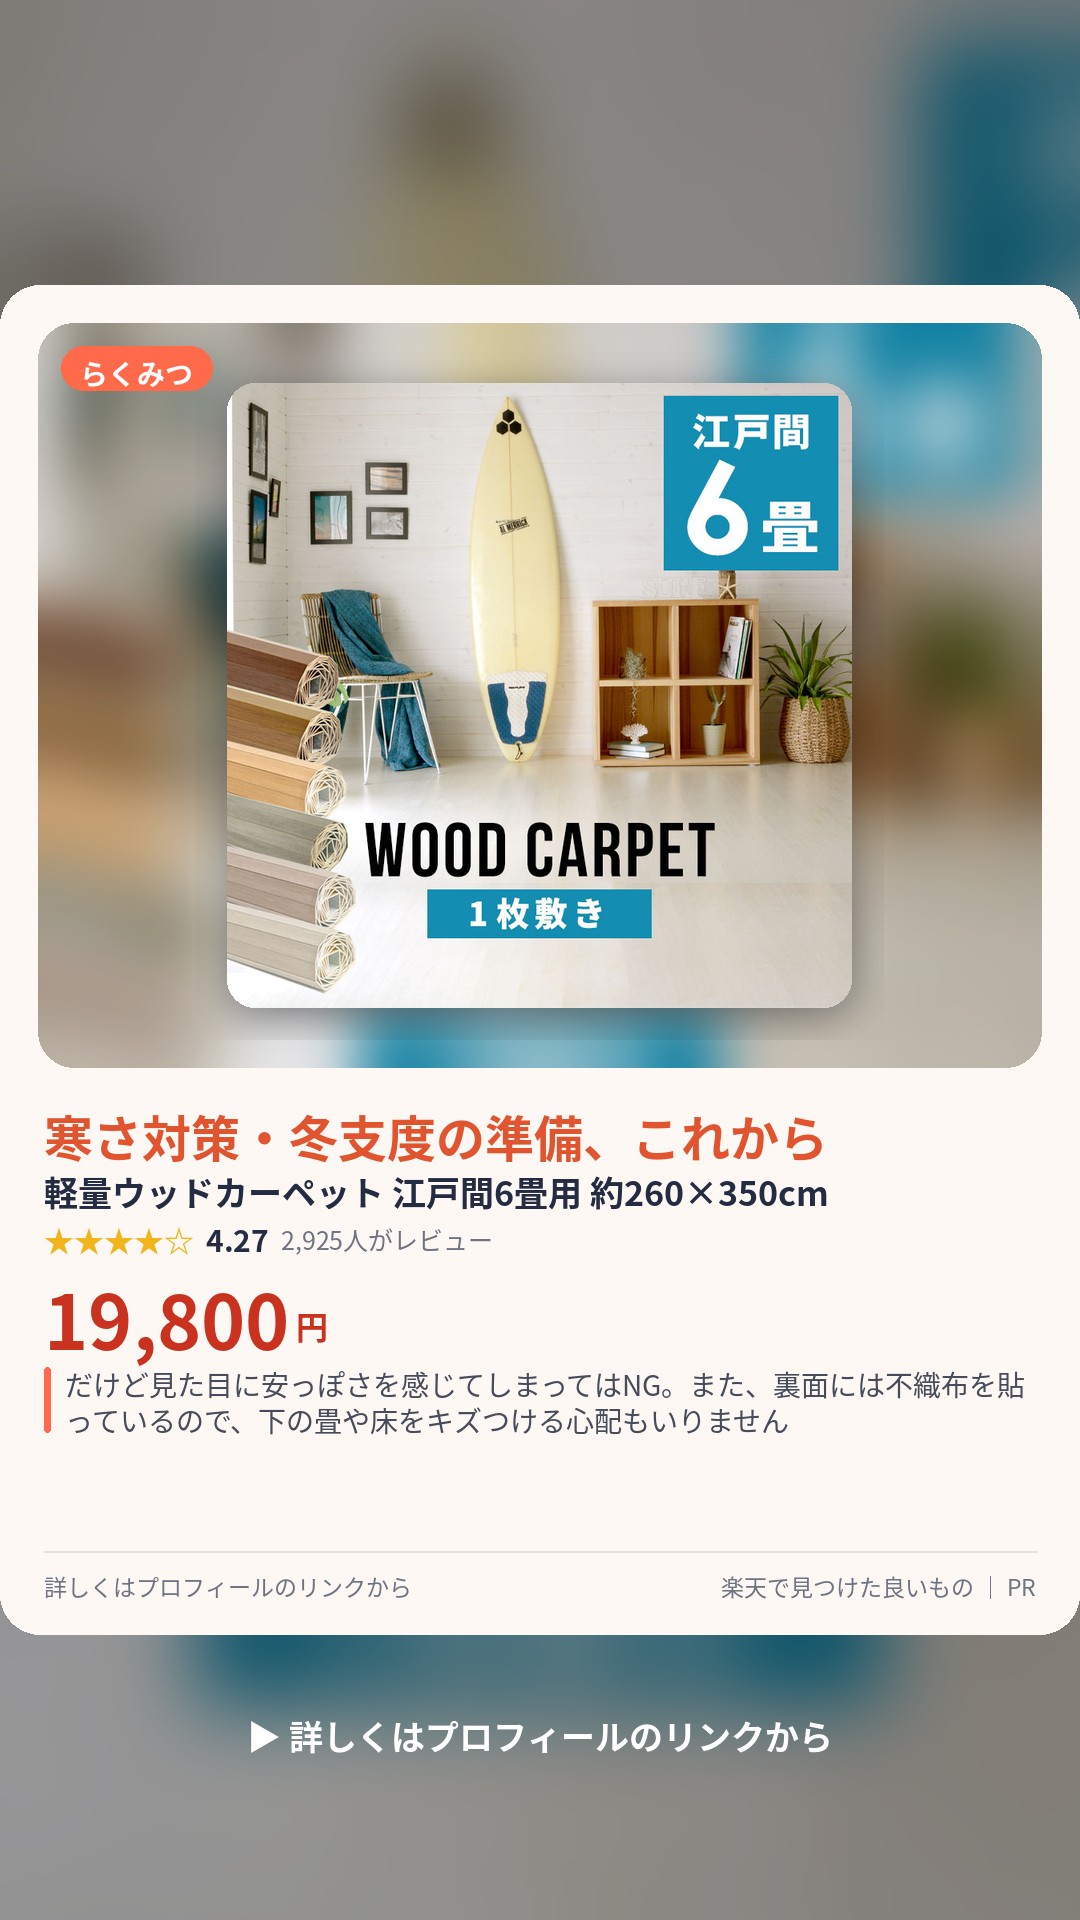 らくみつ
江戸間
6畳
AL MERRICK
WOOD CARPET
1枚敷き
寒さ対策・冬支度の準備、これから
軽量ウッドカーペット 江戸間6畳用 約260×350cm
★★★★☆ 4.27 2,925人がレビュー
19,800円
だけど見た目に安っぽさを感じてしまってはNG。また、裏面には不織布を貼
っているので、下の畳や床をキズつける心配もいりません
詳しくはプロフィールのリンクから
楽天で見つけた良いもの | PR
▶ 詳しくはプロフィールのリンクから